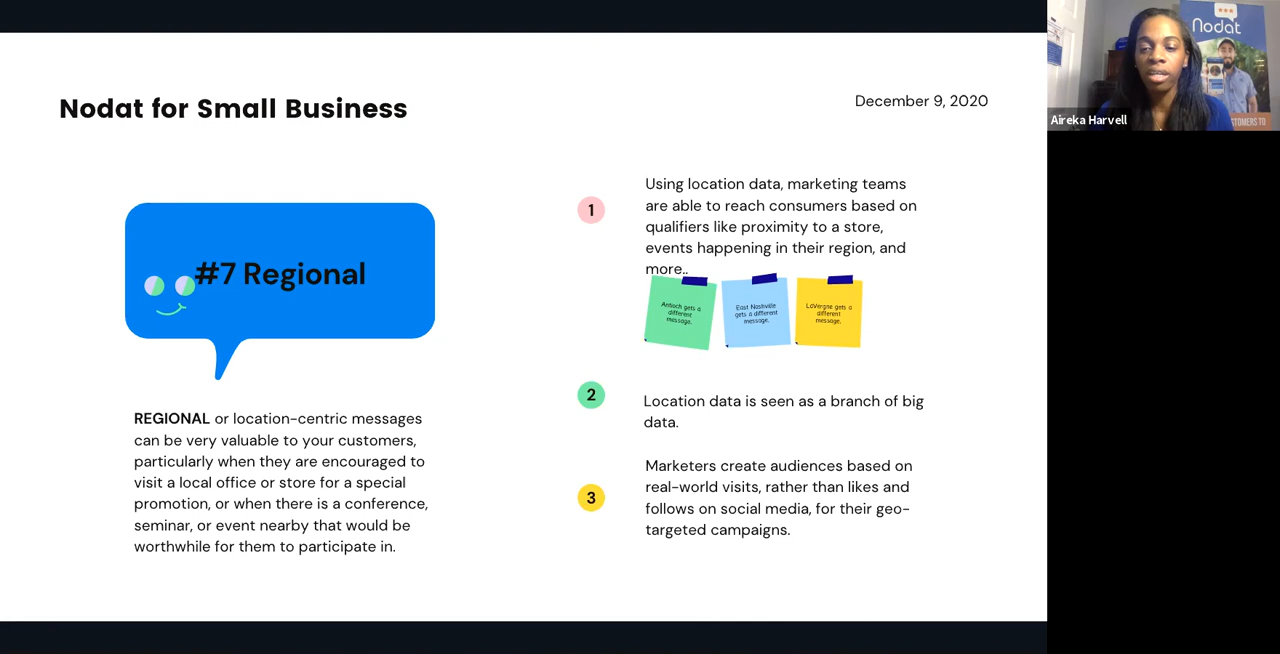 Nodat for Small Business
December 9, 2020
#7 Regional
REGIONAL or location-centric messages
can be very valuable to your customers,
particularly when they are encouraged to
visit a local office or store for a special
promotion, or when there is a conference,
seminar, or event nearby that would be
worthwhile for them to participate in.
1
Using location data, marketing teams
are able to reach consumers based on
qualifiers like proximity to a store,
events happening in their region, and
more..
Antioch gets a
different
message.
East Nashville
gets a different
message.
LaVergne gets a
different
message.
2
Location data is seen as a branch of big
data.
3
Marketers create audiences based on
real-world visits, rather than likes and
follows on social media, for their geo-
targeted campaigns.
Nodat
TOMERS TO
Aireka Harvell